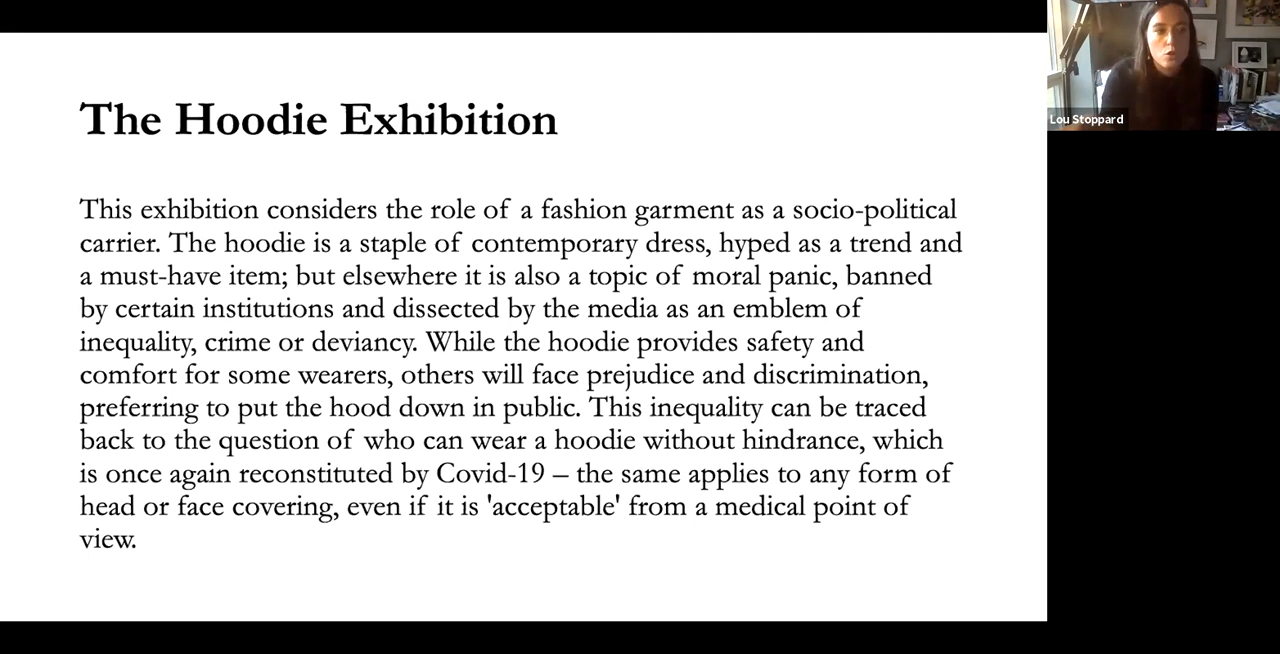 The Hoodie Exhibition
This exhibition considers the role of a fashion garment as a socio-political
carrier. The hoodie is a staple of contemporary dress, hyped as a trend and
a must-have item; but elsewhere it is also a topic of moral panic, banned
by certain institutions and dissected by the media as an emblem of
inequality, crime or deviancy. While the hoodie provides safety and
comfort for some wearers, others will face prejudice and discrimination,
preferring to put the hood down in public. This inequality can be traced
back to the question of who can wear a hoodie without hindrance, which
is once again reconstituted by Covid-19 – the same applies to any form of
head or face covering, even if it is 'acceptable' from a medical point of
view.
Lou Stoppard